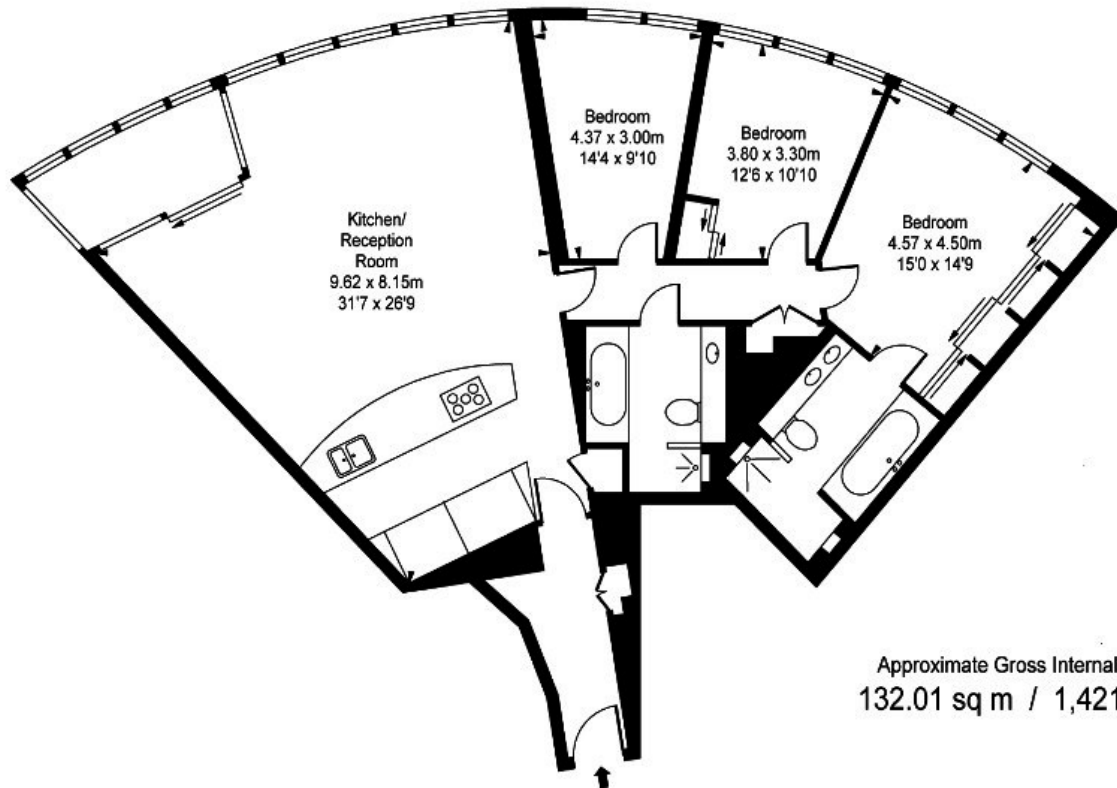 Bedroom
4.37 x 3.00m
14'4 x 9'10
Bedroom
3.80 x 3.30m
12'6 x 10'10
Bedroom
4.57 x 4.50m
15'0 x 14'9
Kitchen/
Reception
Room
9.62 x 8.15m
31'7 x 26'9
Approximate Gross Internal
132.01 sq m / 1,421